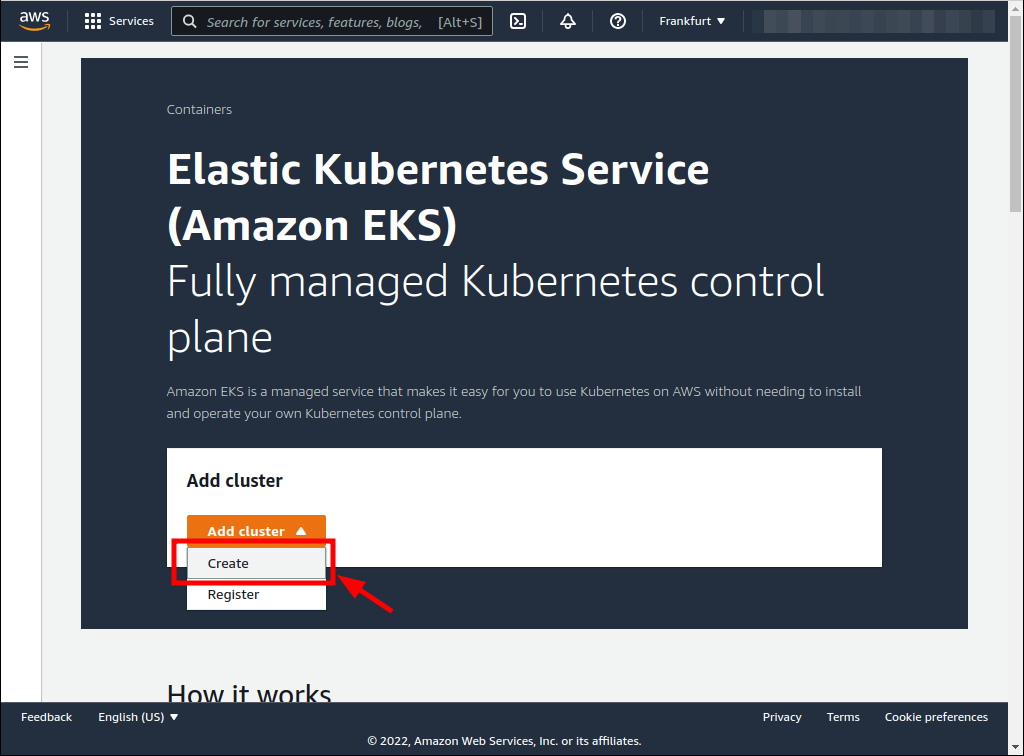 aws
Services
Search for services, features, blogs, [Alt+S]
Frankfurt
Containers
Elastic Kubernetes Service
(Amazon EKS)
Fully managed Kubernetes control
plane
Amazon EKS is a managed service that makes it easy for you to use Kubernetes on AWS without needing to install
and operate your own Kubernetes control plane.
Add cluster
Add cluster
Create
Register
How it works
Feedback English (US) Privacy Terms Cookie preferences
© 2022, Amazon Web Services, Inc. or its affiliates.